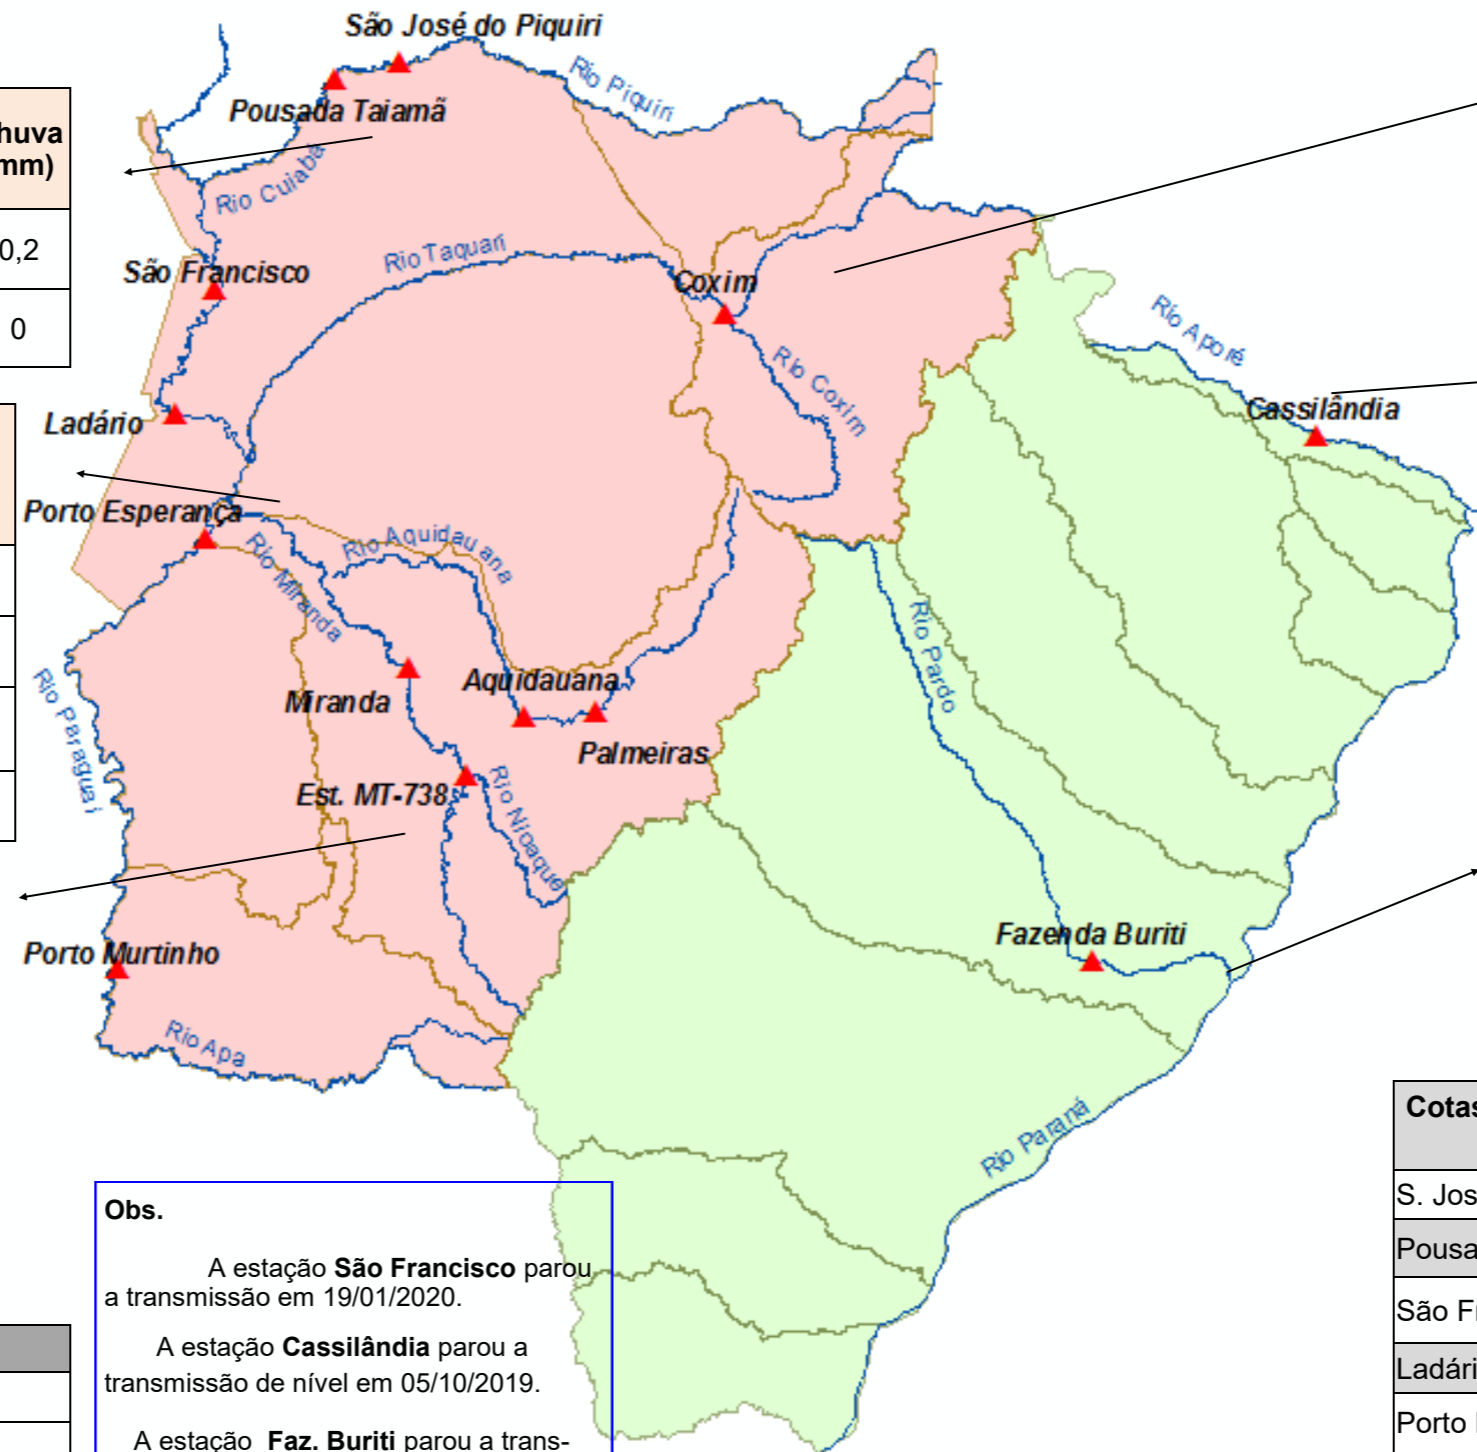 São José do Piquiri
Rio Piquiri
Pousada Taiamã
Rio Cuiabá
huva
mm)
0,2
0
São Francisco
Rio Taquari
Coxim
Rio Coxim
Rio Aporé
Cassilândia
Ladário
Porto Esperança
Rio Aquidauana
Rio Miranda
Rio Pardo
Rio Paraguai
Miranda
Aquidauana
Palmeiras
Est. MT-738
Rio Nioaque
Fazenda Buriti
Porto Murtinho
Rio Apa
Rio Paraná
Obs.
A estação São Francisco parou
a transmissão em 19/01/2020.
A estação Cassilândia parou a
transmissão de nível em 05/10/2019.
A estação Faz. Buriti parou a trans-
Cotas
S. Jos
Pousa
São Fr
Ladári
Porto